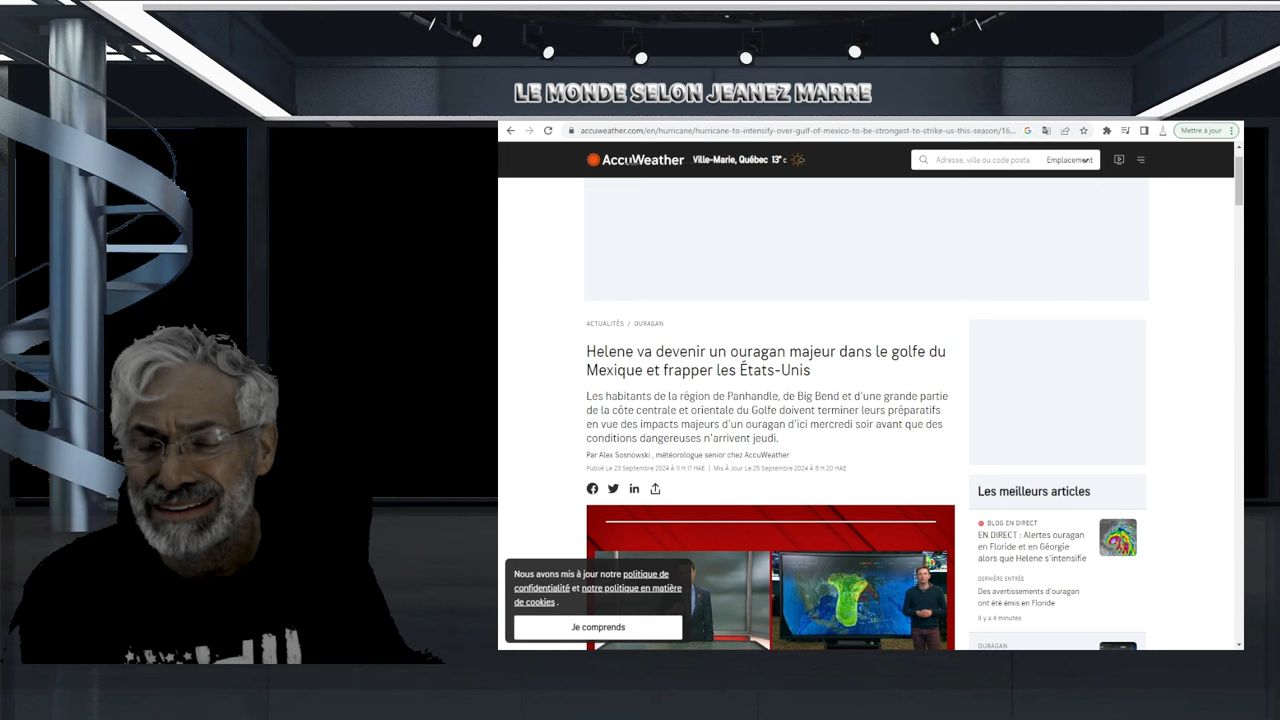 LE MONDE SELON JEANEZ MARRE
accuweather.com/en/hurricane/hurricane-to-intensify-over-gulf-of-mexico-to-be-strongest-to-strike-us-this-season/16...
Mettre à jour
AccuWeather
Ville-Marie, Québec 13° c
Adresse, ville ou code posta
Emplacement
ACTUALITÉS / OURAGAN
Helene va devenir un ouragan majeur dans le golfe du
Mexique et frapper les États-Unis
Les habitants de la région de Panhandle, de Big Bend et d'une grande partie
de la côte centrale et orientale du Golfe doivent terminer leurs préparatifs
en vue des impacts majeurs d'un ouragan d'ici mercredi soir avant que des
conditions dangereuses n'arrivent jeudi.
Par Alex Sosnowski , météorologue senior chez AccuWeather
Publié Le 23 Septembre 2024 À 11 H 17 HAE | Mis À Jour Le 25 Septembre 2024 À 8 H 20 HAE
Les meilleurs articles
BLOG EN DIRECT
EN DIRECT : Alertes ouragan
en Floride et en Géorgie
alors que Helene s'intensifie
DERNIÈRE ENTRÉE
Des avertissements d'ouragan
ont été émis en Floride
Il y a 4 minutes
OURAGAN
Nous avons mis à jour notre politique de
confidentialité et notre politique en matière
de cookies .
Je comprends